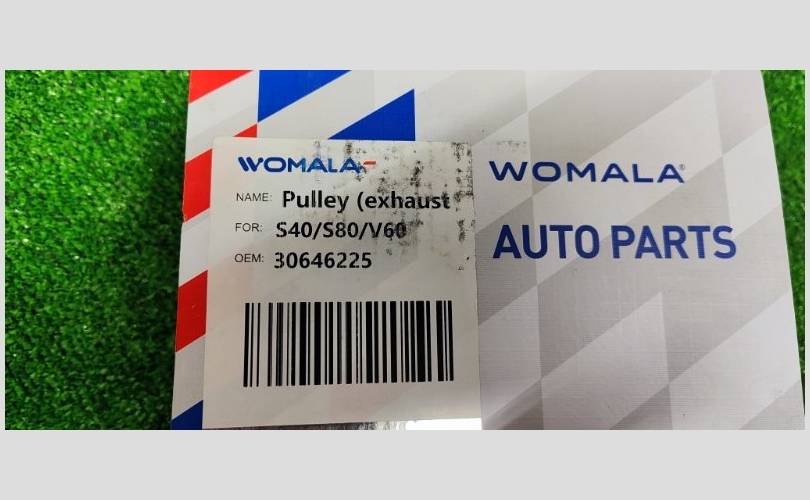 WOMALA
NAME: Pulley (exhaust
FOR: S40/S80/V60
OEM: 30646225
WOMALA®
AUTO PARTS